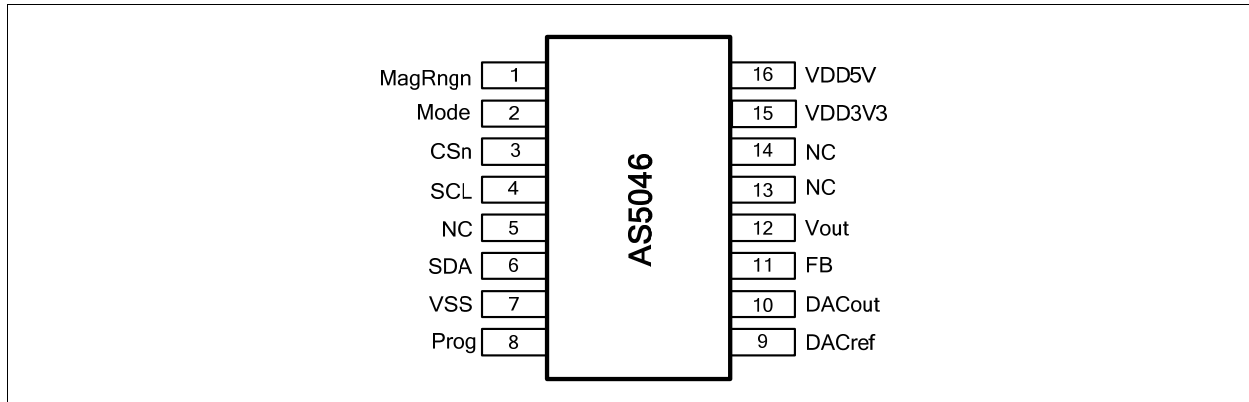 MagRngn 1
Mode 2
CSn 3
SCL 4
NC 5
SDA 6
VSS 7
Prog 8
AS5046
16 VDD5V
15 VDD3V3
14 NC
13 NC
12 Vout
11 FB
10 DACout
9 DACref